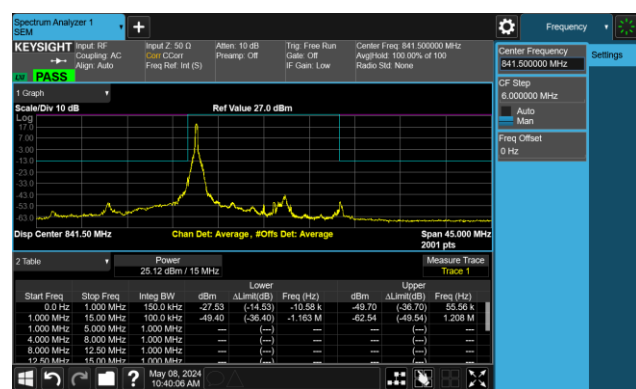 Spectrum Analyzer 1
SEM
Frequency
KEYSIGHT
Input: RF
Coupling: AC
Align: Auto
Input Z: 50 Ω
Corr CCorr
Freq Ref: Int (S)
Atten: 10 dB
Preamp: Off
Trig: Free Run
Gate: Off
IF Gain: Low
Center Freq: 841.500000 MHz
Avg|Hold: 100.00% of 100
Radio Std: None
PASS
Center Frequency
841.500000 MHz
Settings
CF Step
6.000000 MHz
Auto
Man
Freq Offset
0 Hz
1 Graph
Scale/Div 10 dB
Ref Value 27.0 dBm
Log
17.0
7.00
-3.00
-13.0
-23.0
-33.0
-43.0
-53.0
-63.0
Disp Center 841.50 MHz
Chan Det: Average, #Offs Det: Average
Span 45.000 MHz
2001 pts
2 Table
Power
25.12 dBm / 15 MHz
Measure Trace
Trace 1
Lower Upper
Start Freq Stop Freq Integ BW dBm ΔLimit(dB) Freq (Hz) dBm ΔLimit(dB) Freq (Hz)
0.0 Hz 1.000 MHz 150.0 kHz -27.53 (-14.53) -10.58 k -49.70 (-36.70) 55.56 k
1.000 MHz 15.00 MHz 100.0 kHz -49.40 (-36.40) -1.163 M -62.54 (-49.54) 1.208 M
1.000 MHz 5.000 MHz 1.000 MHz --- (---) --- --- (---) ---
4.000 MHz 8.000 MHz 1.000 MHz --- (---) --- --- (---) ---
8.000 MHz 12.50 MHz 1.000 MHz --- (---) --- --- (---) ---
12.50 MHz 15.00 MHz 1.000 MHz --- (---) --- --- (---) ---
May 08, 2024
10:40:06 AM